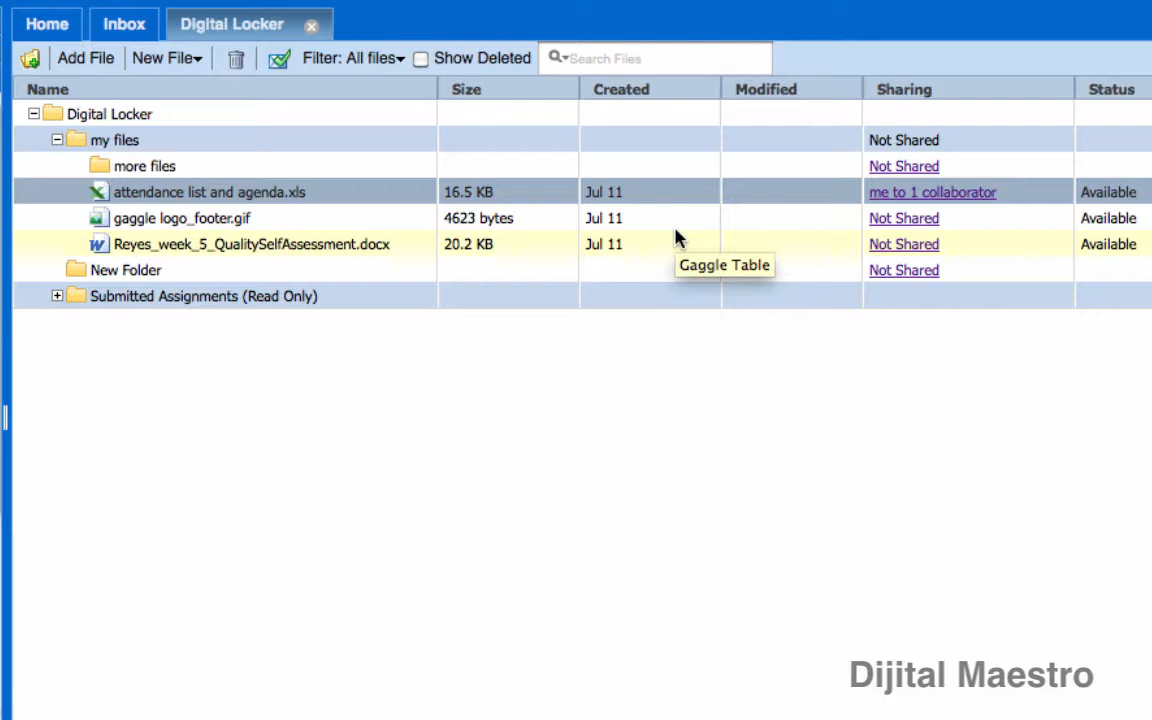 Home Inbox Digital Locker
Add File New File Filter: All files Show Deleted Search Files
Name Size Created Modified Sharing Status
Digital Locker
my files Not Shared
more files Not Shared
attendance list and agenda.xls 16.5 KB Jul 11 me to 1 collaborator Available
gaggle logo_footer.gif 4623 bytes Jul 11 Not Shared Available
Reyes_week_5_QualitySelfAssessment.docx 20.2 KB Jul 11 Not Shared Available
Gaggle Table
New Folder Not Shared
Submitted Assignments (Read Only)
Dijital Maestro